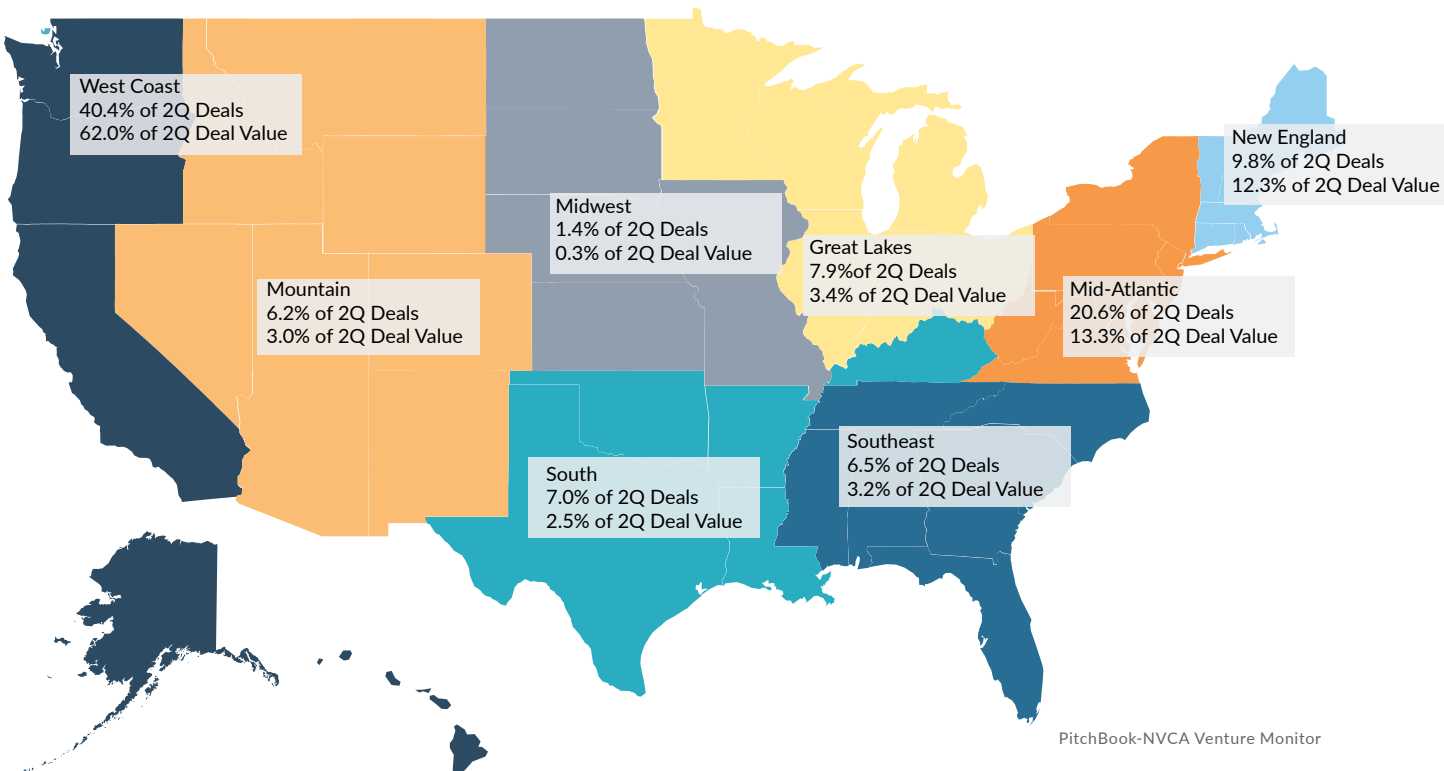 West Coast
40.4% of 2Q Deals
62.0% of 2Q Deal Value
New England
9.8% of 2Q Deals
12.3% of 2Q Deal Value
Midwest
1.4% of 2Q Deals
0.3% of 2Q Deal Value
Great Lakes
7.9%of 2Q Deals
3.4% of 2Q Deal Value
Mountain
6.2% of 2Q Deals
3.0% of 2Q Deal Value
Mid-Atlantic
20.6% of 2Q Deals
13.3% of 2Q Deal Value
Southeast
6.5% of 2Q Deals
3.2% of 2Q Deal Value
South
7.0% of 2Q Deals
2.5% of 2Q Deal Value
PitchBook-NVCA Venture Monitor